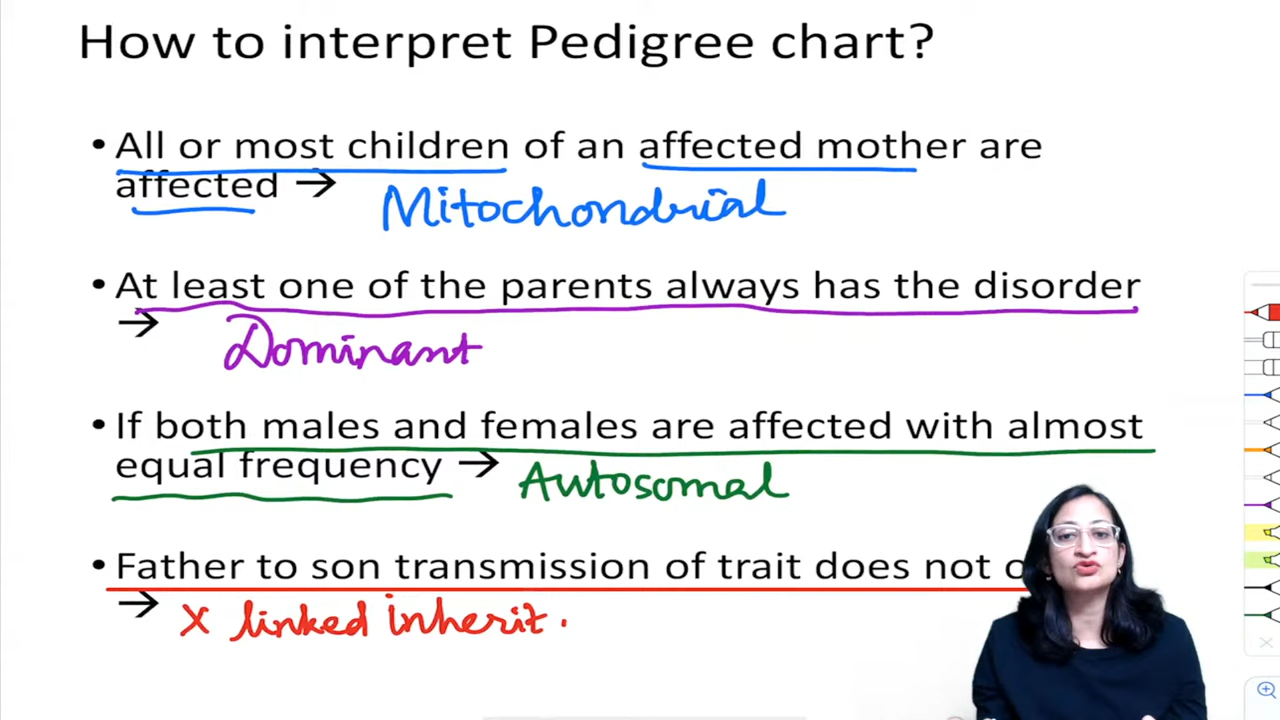 How to interpret Pedigree chart?
• All or most children of an affected mother are
affected → Mitochondrial
• At least one of the parents always has the disorder
→ Dominant
• If both males and females are affected with almost
equal frequency → Autosomal
• Father to son transmission of trait does not
→ X linked inherit.